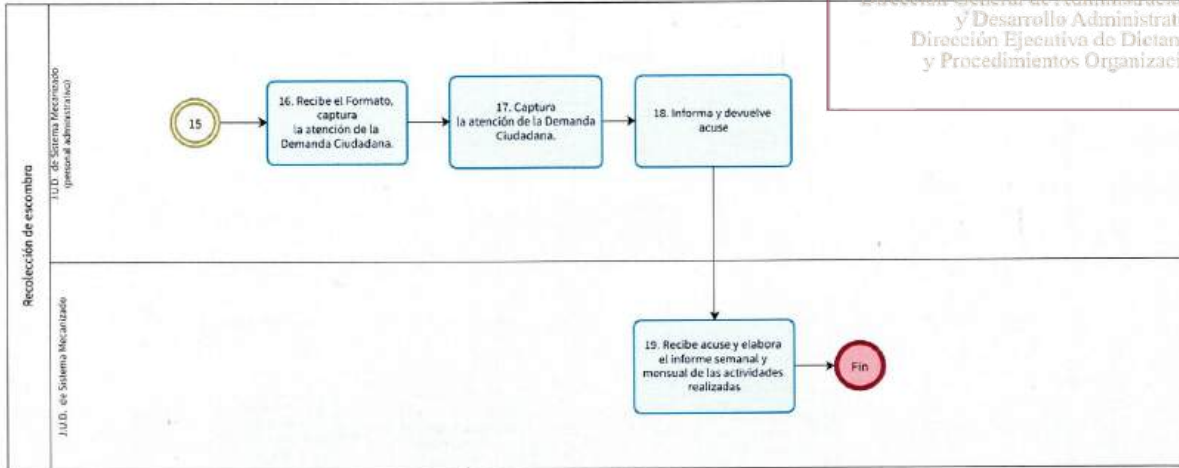 y Desarrollo Administrati
Dirección Ejecutiva de Dictam
y Procedimientos Organizaci
Recolección de escombro
J.U.D. de Sistema Mecanizado
(personal administrativo)
15
16. Recibe el Formato,
captura
la atención de la
Demanda Ciudadana.
17. Captura
la atención de la Demanda
Ciudadana.
18. Informa y devuelve
acuse
J.U.D. de Sistema Mecanizado
19. Recibe acuse y elabora
el informe semanal y
mensual de las actividades
realizadas
Fin